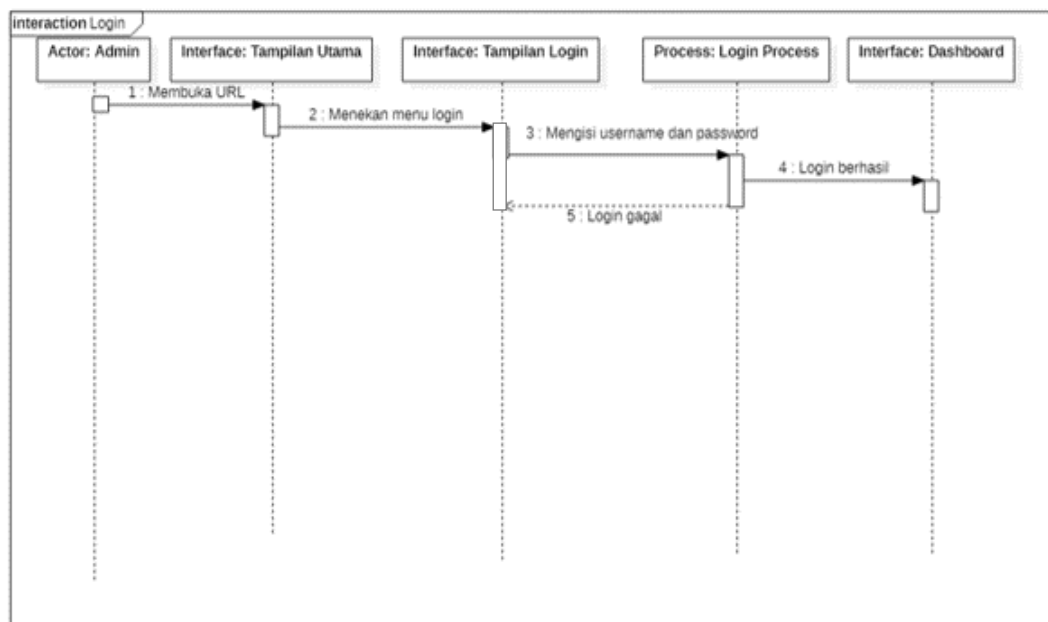 interaction Login
Actor: Admin
Interface: Tampilan Utama
Interface: Tampilan Login
Process: Login Process
Interface: Dashboard
1 : Membuka URL
2 : Menekan menu login
3 : Mengisi username dan password
4 : Login berhasil
5 : Login gagal